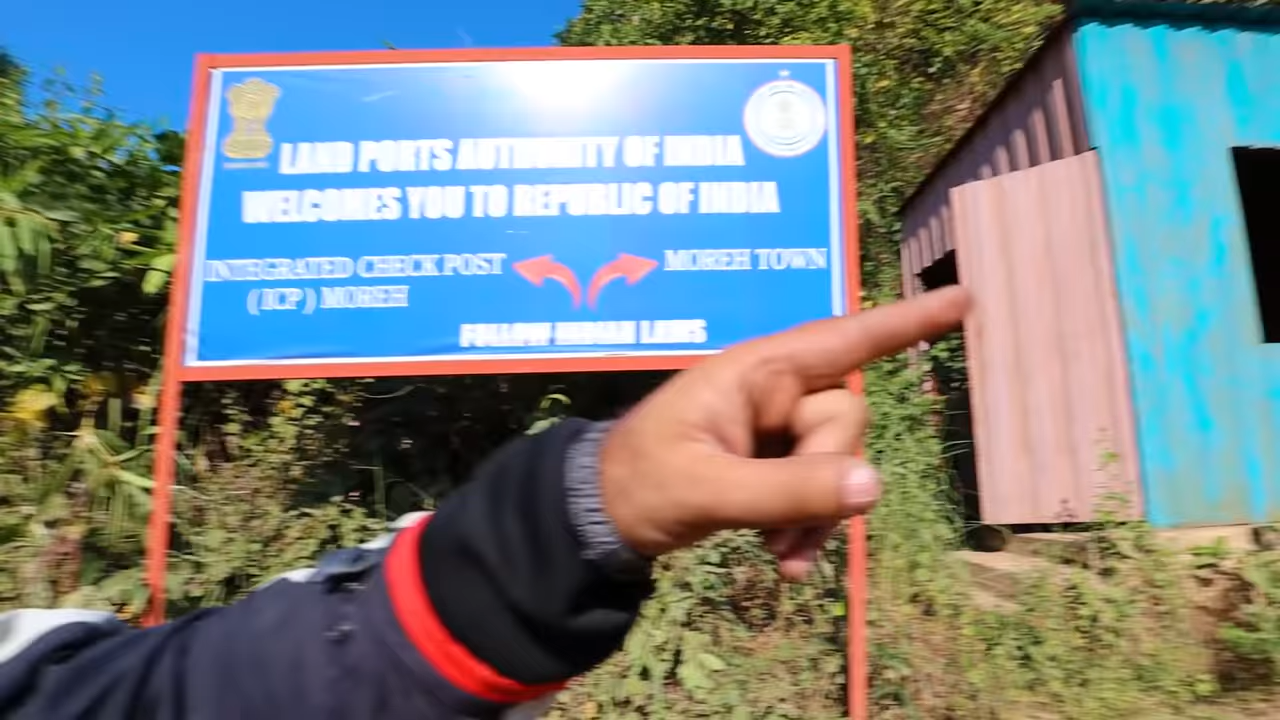 LAND PORTS AUTHORITY OF INDIA
WELCOMES YOU TO REPUBLIC OF INDIA
INTEGRATED CHECK POST
(ICP) MOREH
MOREH TOWN
FOLLOW INDIAN LAWS